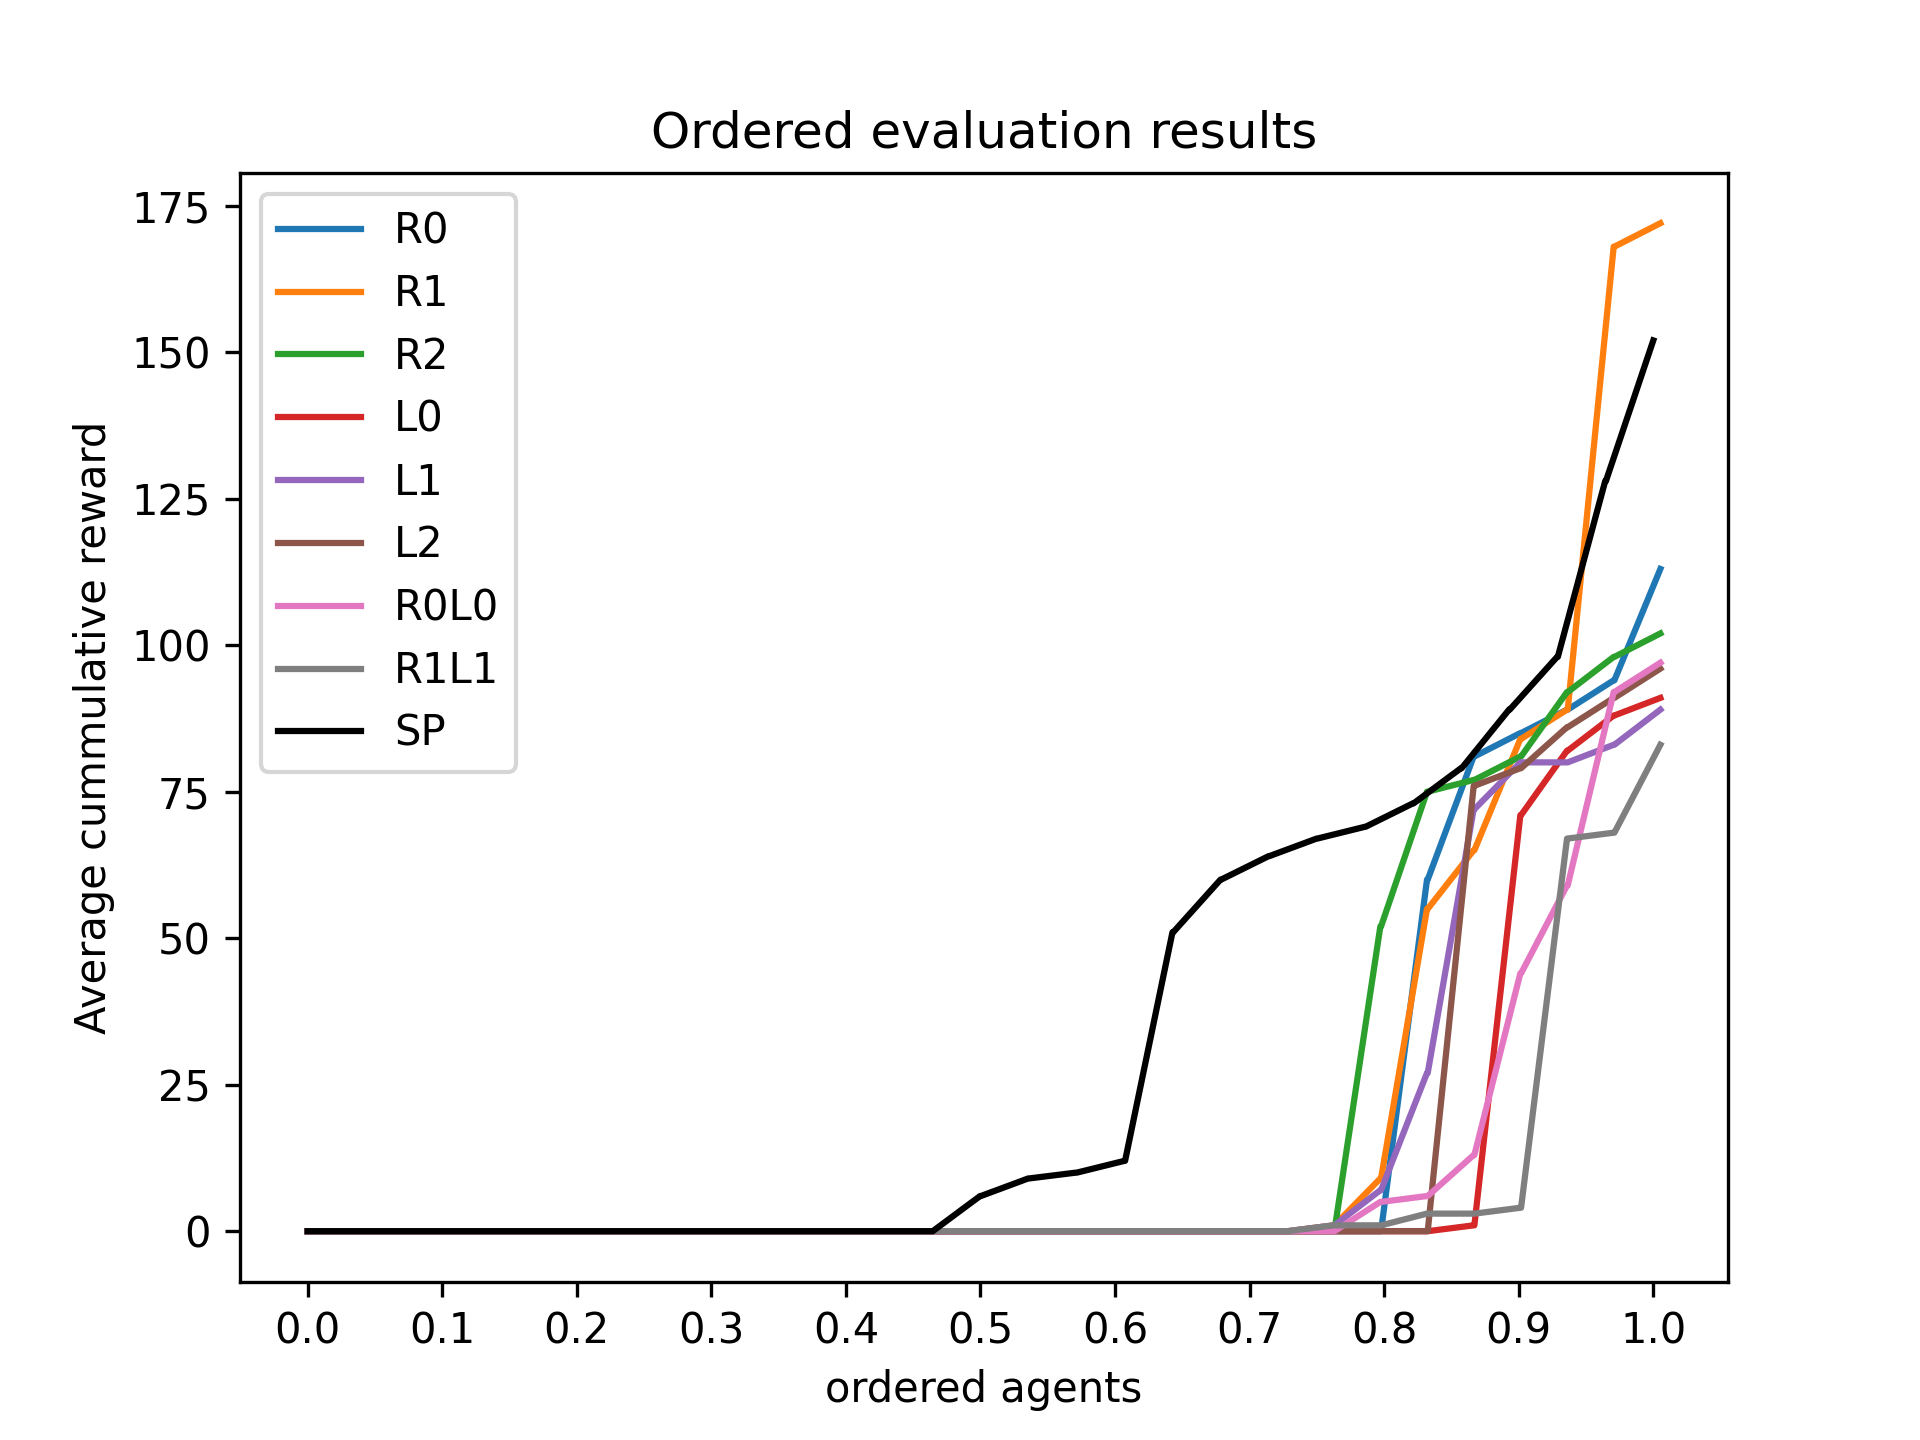 Ordered evaluation results
175
150
125
100
75
50
25
0
Average cummulative reward
R0
R1
R2
L0
L1
L2
R0L0
R1L1
SP
0.0 0.1 0.2 0.3 0.4 0.5 0.6 0.7 0.8 0.9 1.0
ordered agents